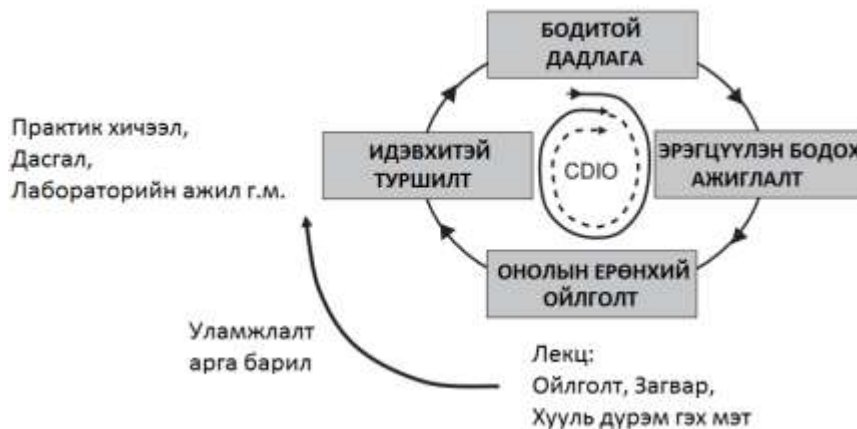 БОДИТОЙ
ДАДЛАГА
Практик хичээл,
Дасгал,
Лабораторийн ажил г.м.
ИДЭВХИТЭЙ
ТУРШИЛТ
CDIO
ЭРЭГЦҮҮЛЭН БОДОХ
АЖИГЛАЛТ
ОНОЛЫН ЕРӨНХИЙ
ОЙЛГОЛТ
Уламжлалт
арга барил
Лекц:
Ойлголт, Загвар,
Хууль дүрэм гэх мэт